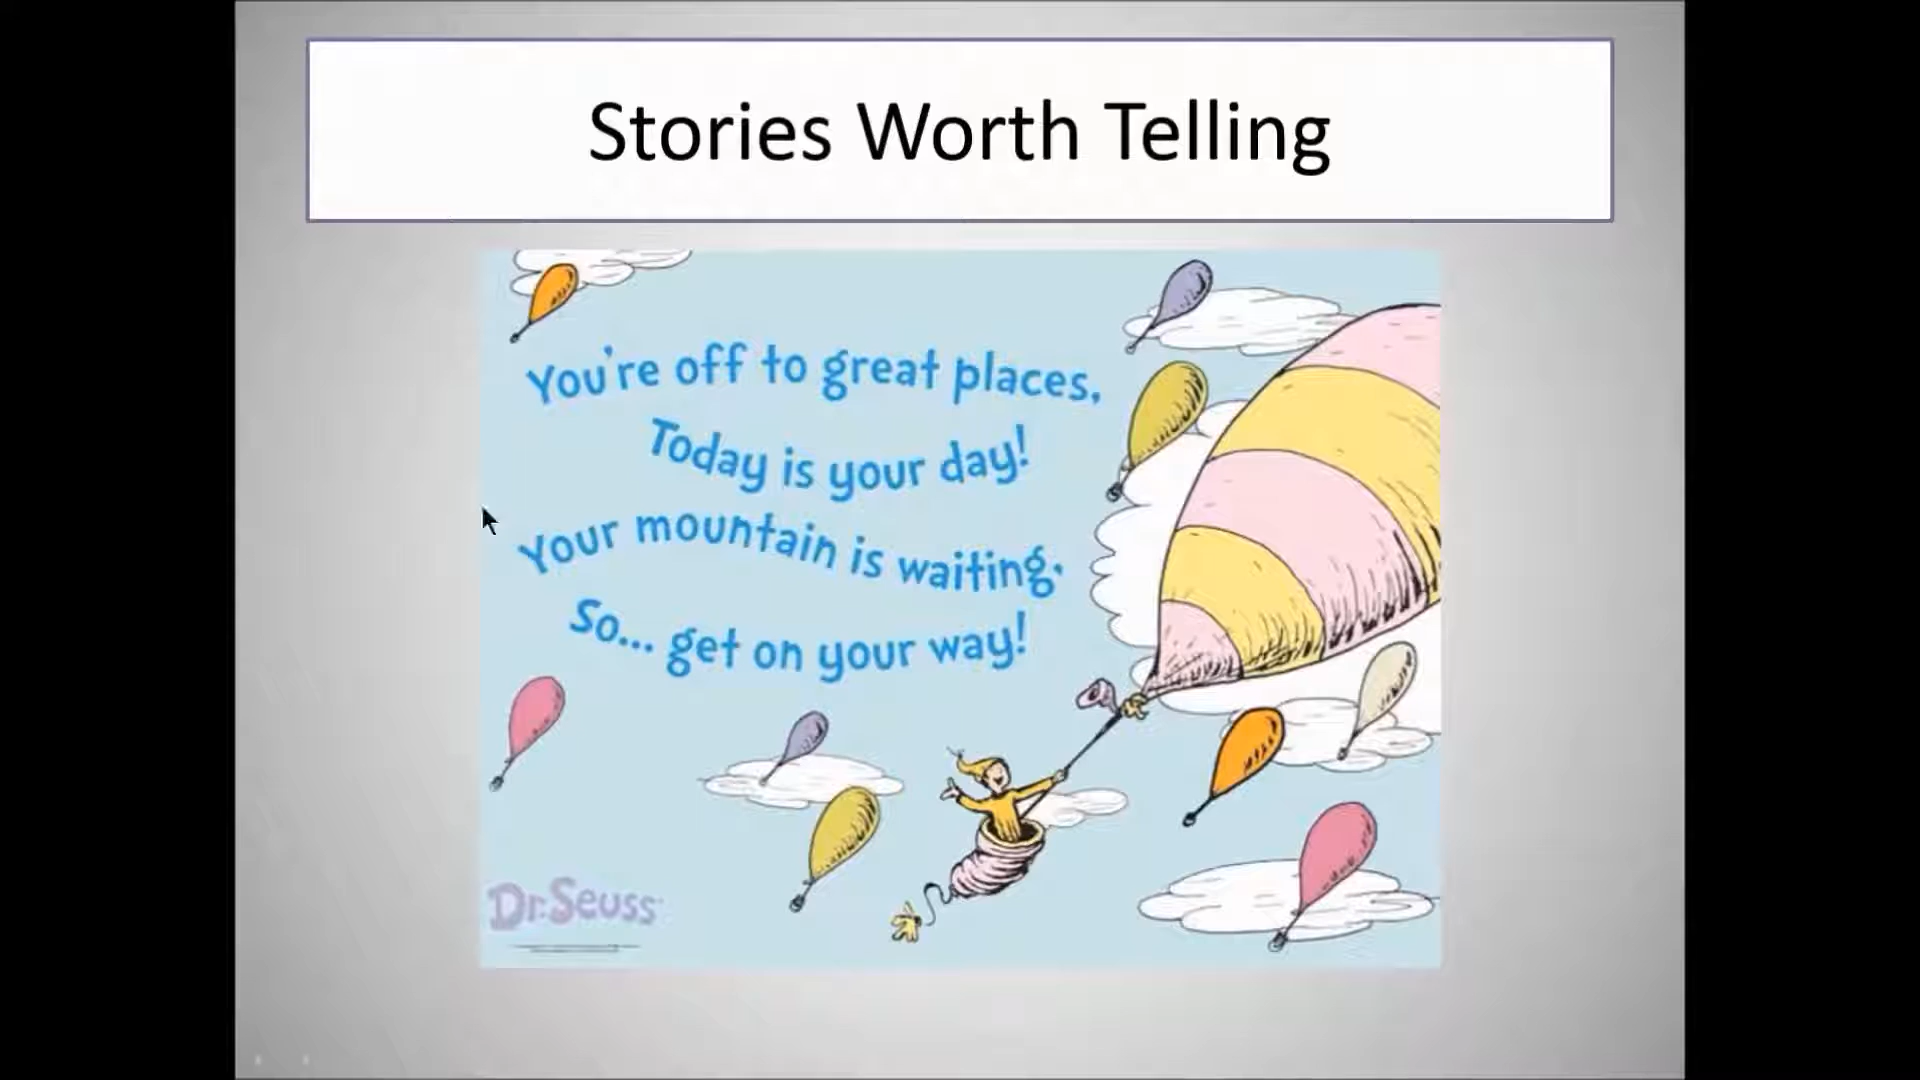 Stories Worth Telling
You're off to great places,
Today is your day!
Your mountain is waiting.
So... get on your way!
Dr. Seuss